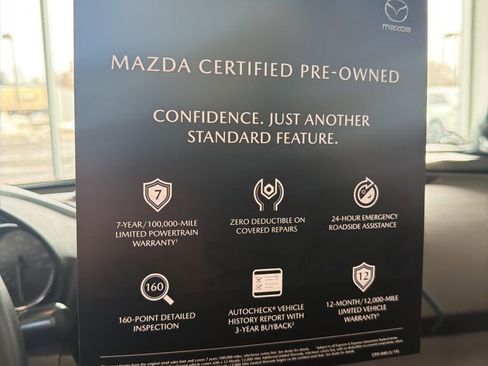 mazda
MAZDA CERTIFIED PRE-OWNED
CONFIDENCE. JUST ANOTHER
STANDARD FEATURE.
7
7-YEAR/100,000-MILE
LIMITED POWERTRAIN
WARRANTY¹
ZERO DEDUCTIBLE ON
COVERED REPAIRS
24-HOUR EMERGENCY
ROADSIDE ASSISTANCE
160
160-POINT DETAILED
INSPECTION
AUTOCHECK® VEHICLE
HISTORY REPORT WITH
3-YEAR BUYBACK²
12
12-MONTH/12,000-MILE
LIMITED VEHICLE
WARRANTY¹